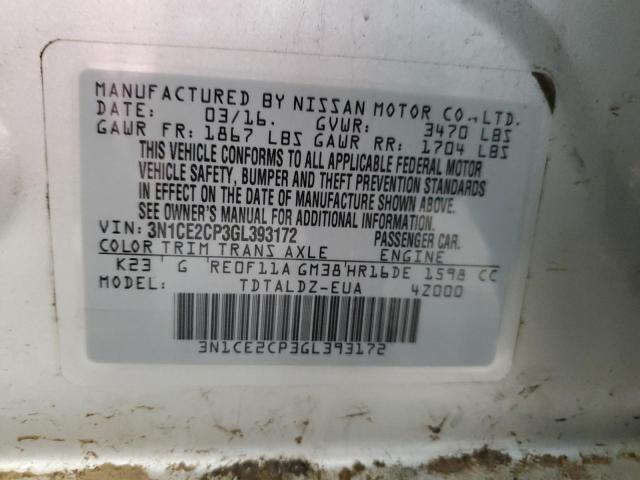 MANUFACTURED BY NISSAN MOTOR CO.,LTD.
DATE: 03/16. GVWR: 3470 LBS
GAWR FR: 1867 LBS GAWR RR: 1704 LBS
THIS VEHICLE CONFORMS TO ALL APPLICABLE FEDERAL MOTOR
VEHICLE SAFETY, BUMPER AND THEFT PREVENTION STANDARDS
IN EFFECT ON THE DATE OF MANUFACTURE SHOWN ABOVE.
SEE OWNER'S MANUAL FOR ADDITIONAL INFORMATION.
VIN: 3N1CE2CP3GL393172 PASSENGER CAR.
COLOR TRIM TRANS AXLE ENGINE
K23 G RE0F11A GM38 HR16DE 1598 CC
MODEL: TDTALDZ-EUA 4Z000
3N1CE2CP3GL393172